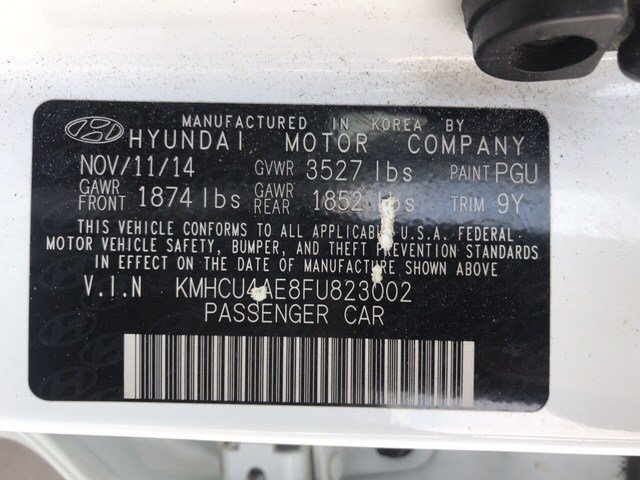 MANUFACTURED IN KOREA BY
HYUNDAI MOTOR COMPANY
NOV/11/14 GVWR 3527 lbs PAINT PGU
GAWR FRONT 1874 lbs GAWR REAR 1852 lbs TRIM 9Y
THIS VEHICLE CONFORMS TO ALL APPLICABLE U.S.A. FEDERAL
MOTOR VEHICLE SAFETY, BUMPER, AND THEFT PREVENTION STANDARDS
IN EFFECT ON THE DATE OF MANUFACTURE SHOWN ABOVE
V.I.N KMHCU4AE8FU823002
PASSENGER CAR